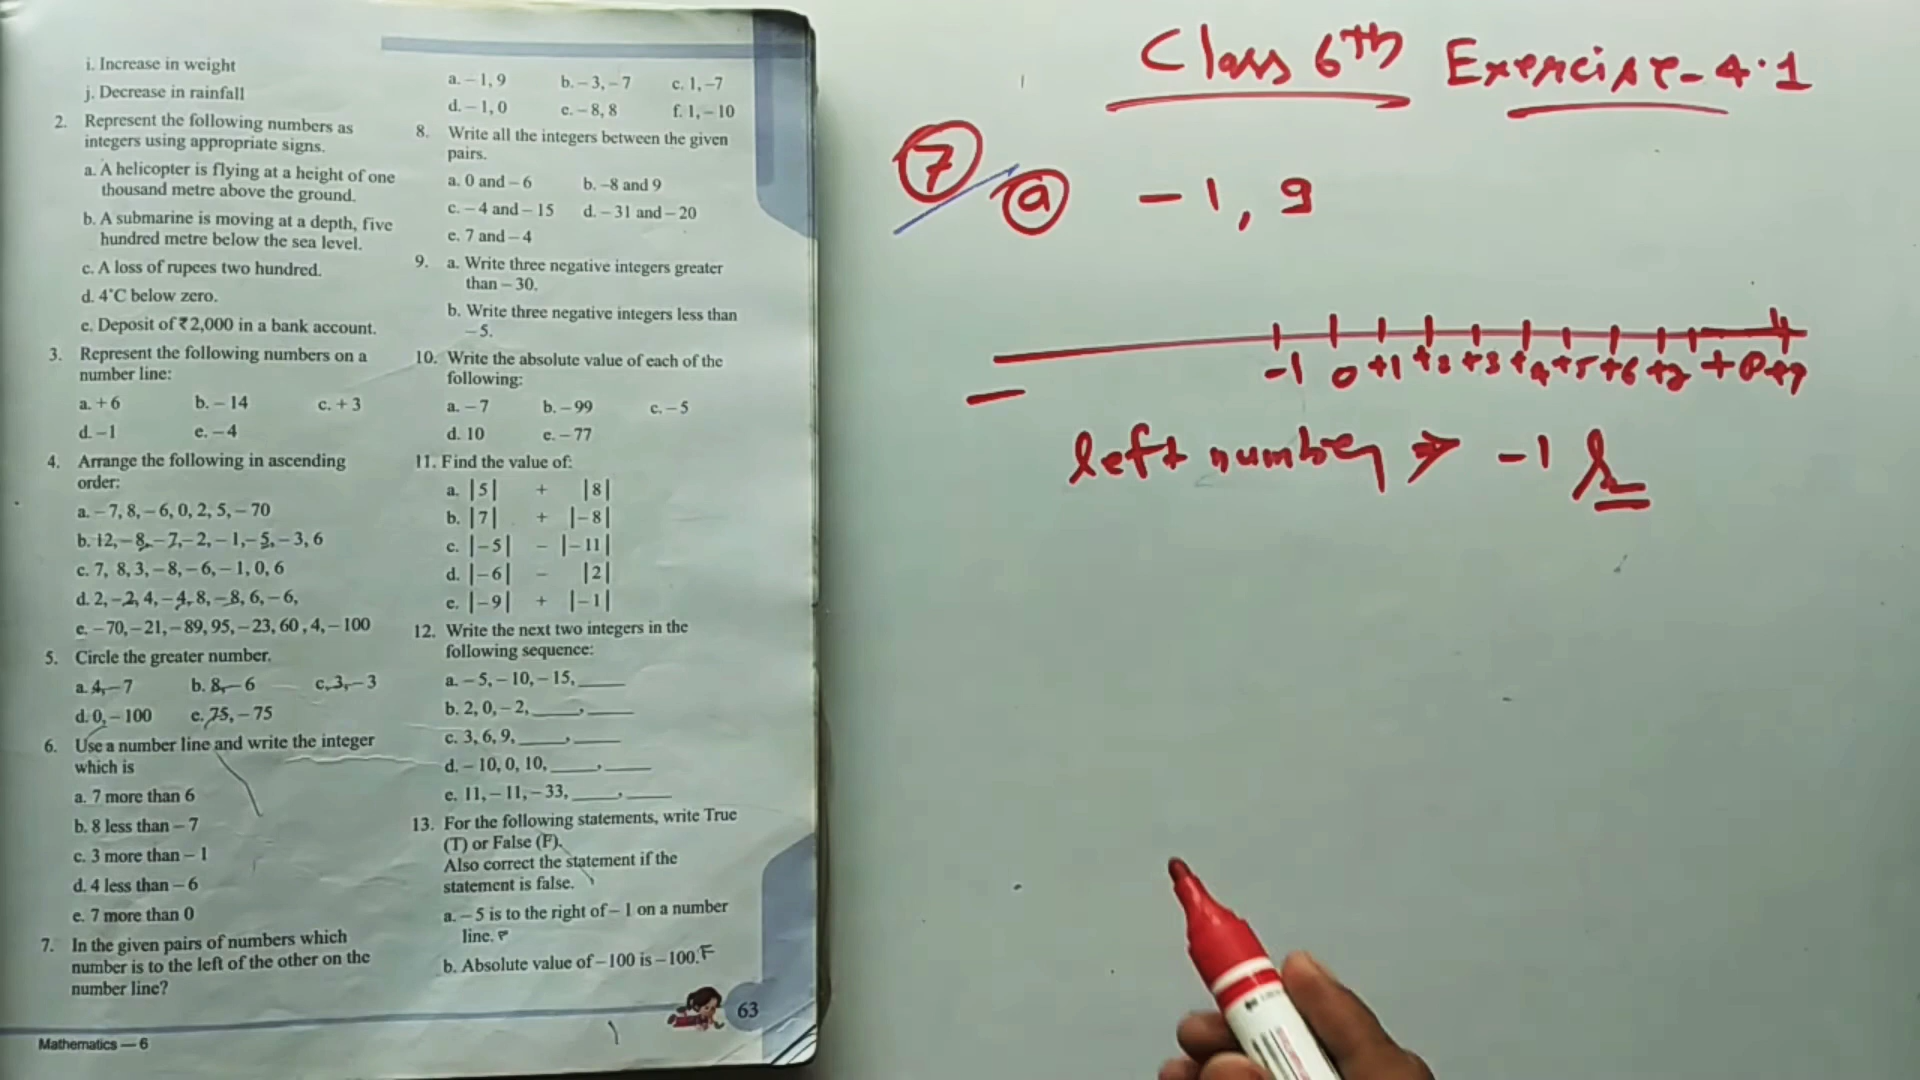 i. Increase in weight
j. Decrease in rainfall
2. Represent the following numbers as
integers using appropriate signs.
a. A helicopter is flying at a height of one
thousand metre above the ground.
b. A submarine is moving at a depth, five
hundred metre below the sea level.
c. A loss of rupees two hundred.
d. 4°C below zero.
e. Deposit of ₹2,000 in a bank account.
3. Represent the following numbers on a
number line:
a. +6 b. –14 c. +3
d. –1 e. –4
4. Arrange the following in ascending
order:
a. –7, 8, –6, 0, 2, 5, –70
b. 12, –8, –7, –2, –1, –5, –3, 6
c. 7, 8, 3, –8, –6, –1, 0, 6
d. 2, –2, 4, –4, 8, –8, 6, –6,
e. –70, –21, –89, 95, –23, 60, 4, –100
5. Circle the greater number.
a. 4, –7 b. 8, –6 c. 3, –3
d. 0, –100 e. 75, –75
6. Use a number line and write the integer
which is
a. 7 more than 6
b. 8 less than –7
c. 3 more than –1
d. 4 less than –6
e. 7 more than 0
7. In the given pairs of numbers which
number is to the left of the other on the
number line?
Mathematics — 6
a. –1, 9 b. –3, –7 c. 1, –7
d. –1, 0 e. –8, 8 f. 1, –10
8. Write all the integers between the given
pairs.
a. 0 and –6 b. –8 and 9
c. –4 and –15 d. –31 and –20
e. 7 and –4
9. a. Write three negative integers greater
than –30.
b. Write three negative integers less than
–5.
10. Write the absolute value of each of the
following:
a. –7 b. –99 c. –5
d. 10 e. –77
11. Find the value of:
a. |5| + |8|
b. |7| + |–8|
c. |–5| – |–11|
d. |–6| – |2|
e. |–9| + |–1|
12. Write the next two integers in the
following sequence:
a. –5, –10, –15, ____
b. 2, 0, –2, ____, ____
c. 3, 6, 9, ____, ____
d. –10, 0, 10, ____, ____
e. 11, –11, –33, ____, ____
13. For the following statements, write True
(T) or False (F).
Also correct the statement if the
statement is false.
a. –5 is to the right of –1 on a number
line. F
b. Absolute value of –100 is –100. F
63
Class 6th Exercise-4.1
7 a -1, 9
-1 0 +1 +2 +3 +4 +5 +6 +7 +8 +9
left number → -1